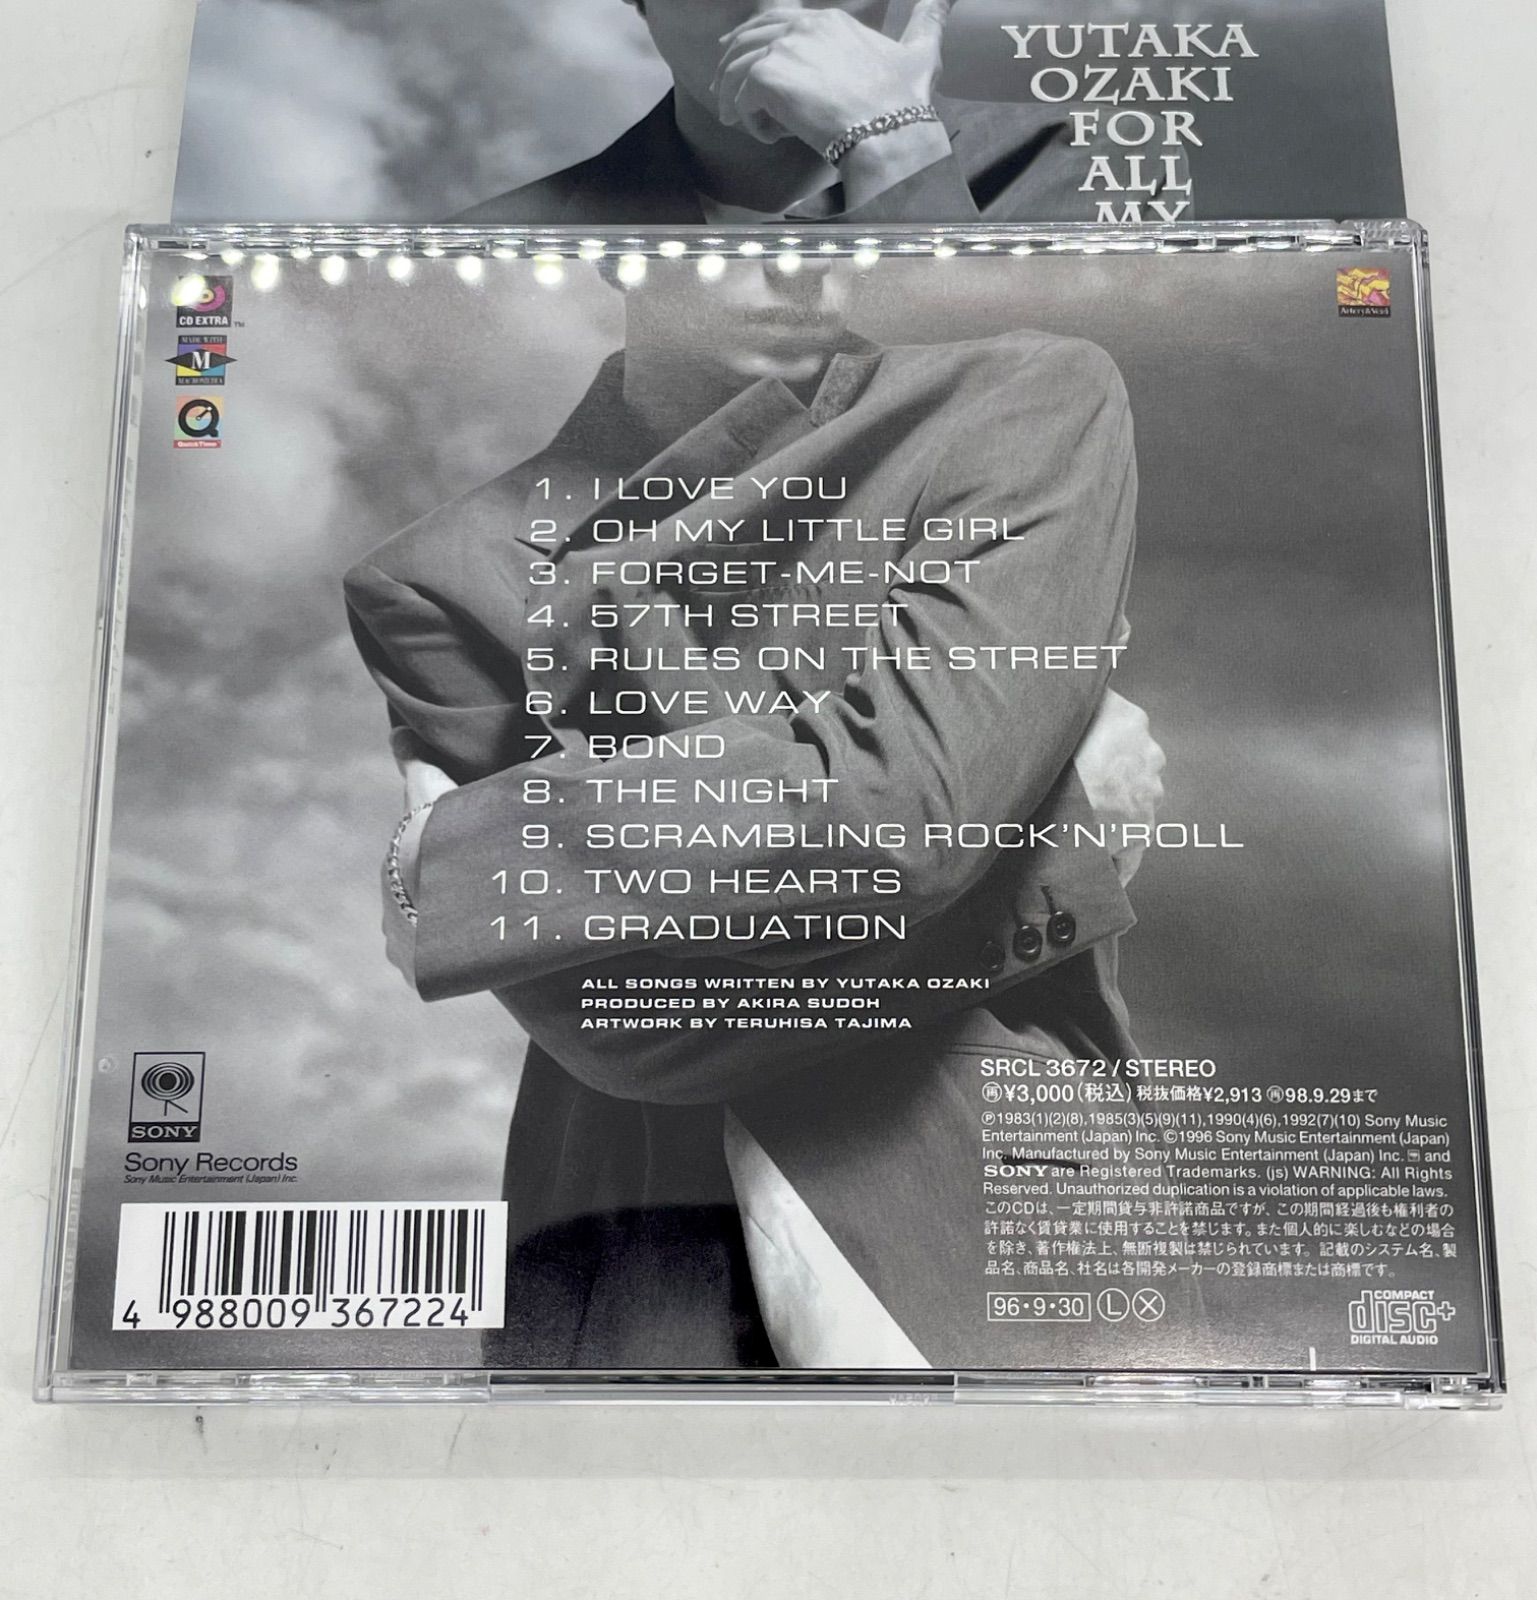 YUTAKA
OZAKI
FOR
ALL
MY
CD EXTRA TM
MADE WITH
M
MACROMEDIA
QuickTime
Artery&Vein
1. I LOVE YOU
2. OH MY LITTLE GIRL
3. FORGET-ME-NOT
4. 57TH STREET
5. RULES ON THE STREET
6. LOVE WAY
7. BOND
8. THE NIGHT
9. SCRAMBLING ROCK'N'ROLL
10. TWO HEARTS
11. GRADUATION
ALL SONGS WRITTEN BY YUTAKA OZAKI
PRODUCED BY AKIRA SUDOH
ARTWORK BY TERUHISA TAJIMA
SONY
Sony Records
Sony Music Entertainment (Japan) Inc.
4 988009 367224
SRCL 3672 / STEREO
㊞¥3,000(税込) 税抜価格¥2,913 98.9.29まで
Ⓟ1983(1)(2)(8),1985(3)(5)(9)(11),1990(4)(6),1992(7)(10) Sony Music
Entertainment (Japan) Inc. ©1996 Sony Music Entertainment (Japan)
Inc. Manufactured by Sony Music Entertainment (Japan) Inc. and
SONY are Registered Trademarks. (js) WARNING: All Rights
Reserved. Unauthorized duplication is a violation of applicable laws.
このCDは、一定期間貸与非許諾商品ですが、この期間経過後も権利者の
許諾なく賃貸業に使用することを禁じます。また個人的に楽しむなどの場合
を除き、著作権法上、無断複製は禁じられています。記載のシステム名、製
品名、商品名、社名は各開発メーカーの登録商標または商標です。
96・9・30 Ⓛ Ⓧ
COMPACT
disc+
DIGITAL AUDIO